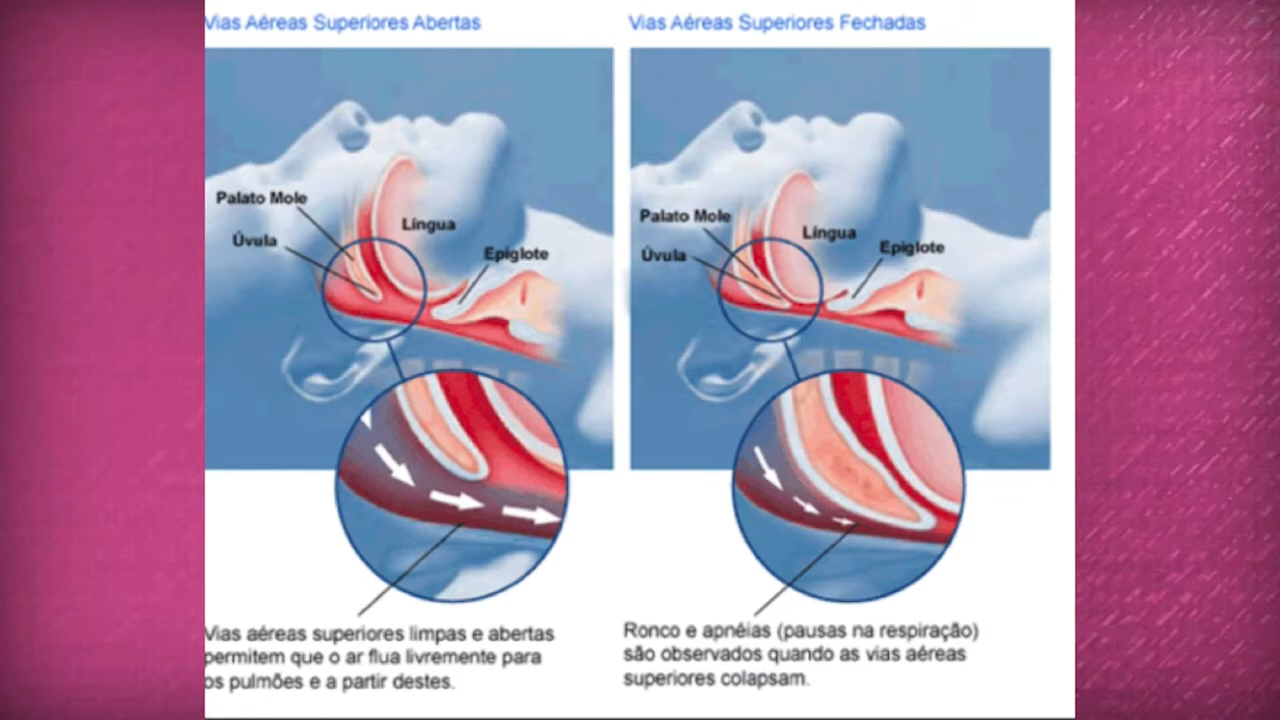 Vias Aéreas Superiores Abertas
Palato Mole
Língua
Úvula
Epiglote
Vias aéreas superiores limpas e abertas
permitem que o ar flua livremente para
os pulmões e a partir destes.
Vias Aéreas Superiores Fechadas
Palato Mole
Língua
Úvula
Epiglote
Ronco e apnéias (pausas na respiração)
são observados quando as vias aéreas
superiores colapsam.